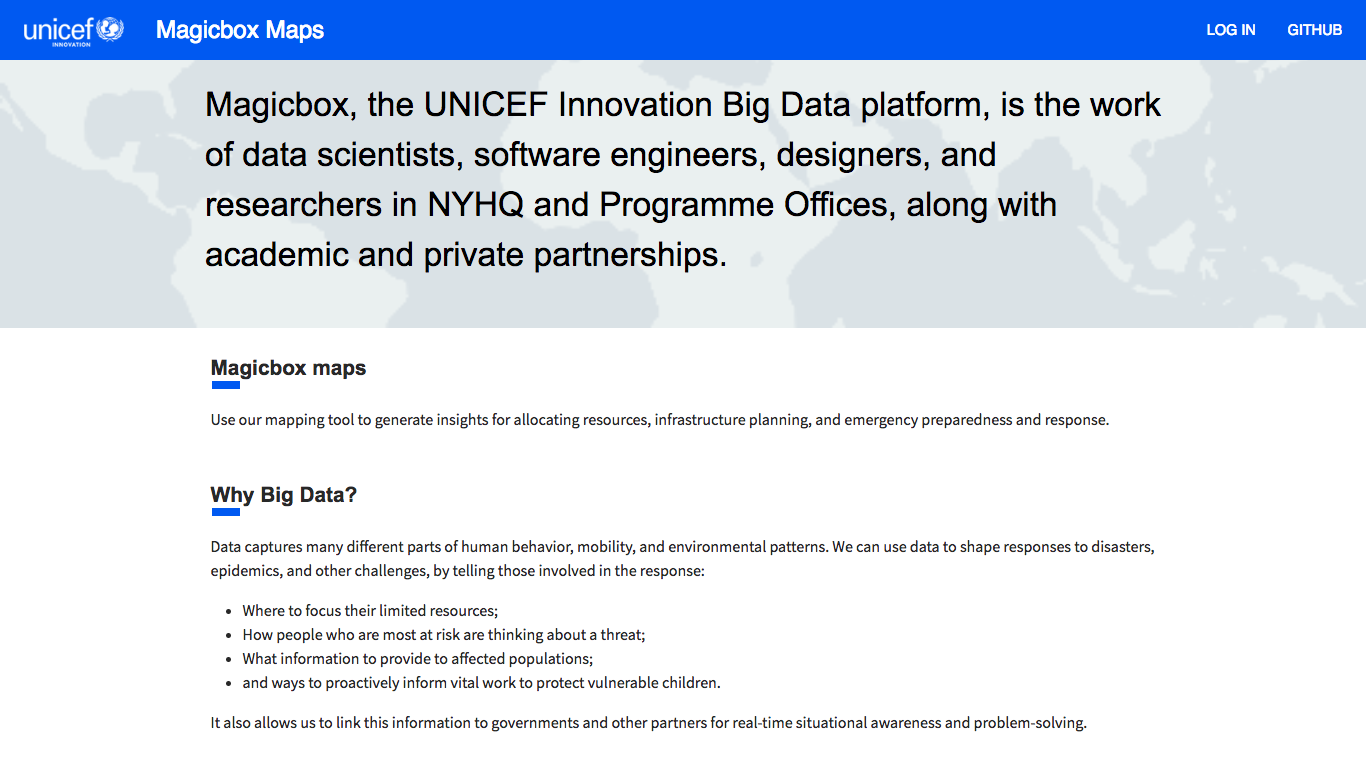 unicef
INNOVATION
Magicbox Maps
LOG IN
GITHUB
Magicbox, the UNICEF Innovation Big Data platform, is the work
of data scientists, software engineers, designers, and
researchers in NYHQ and Programme Offices, along with
academic and private partnerships.
Magicbox maps
Use our mapping tool to generate insights for allocating resources, infrastructure planning, and emergency preparedness and response.
Why Big Data?
Data captures many different parts of human behavior, mobility, and environmental patterns. We can use data to shape responses to disasters,
epidemics, and other challenges, by telling those involved in the response:
• Where to focus their limited resources;
• How people who are most at risk are thinking about a threat;
• What information to provide to affected populations;
• and ways to proactively inform vital work to protect vulnerable children.
It also allows us to link this information to governments and other partners for real-time situational awareness and problem-solving.